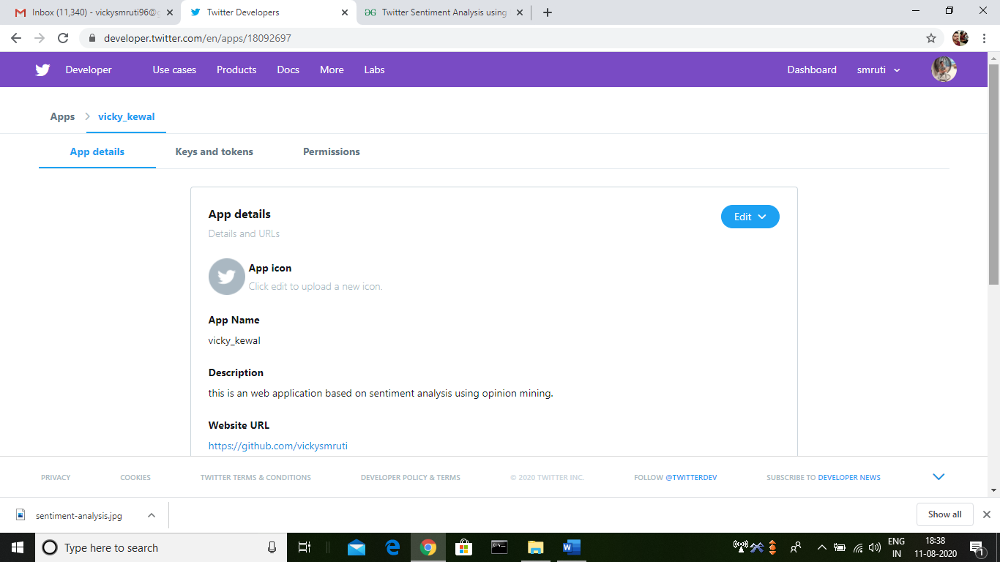 Inbox (11,340) - vickysmruti96@g
Twitter Developers
Twitter Sentiment Analysis using
developer.twitter.com/en/apps/18092697
Developer Use cases Products Docs More Labs Dashboard smruti
Apps vicky_kewal
App details Keys and tokens Permissions
App details
Edit
Details and URLs
App icon
Click edit to upload a new icon.
App Name
vicky_kewal
Description
this is an web application based on sentiment analysis using opinion mining.
Website URL
https://github.com/vickysmruti
PRIVACY COOKIES TWITTER TERMS & CONDITIONS DEVELOPER POLICY & TERMS © 2020 TWITTER INC. FOLLOW @TWITTERDEV SUBSCRIBE TO DEVELOPER NEWS
sentiment-analysis.jpg
Show all
Type here to search
ENG
IN
18:38
11-08-2020
1